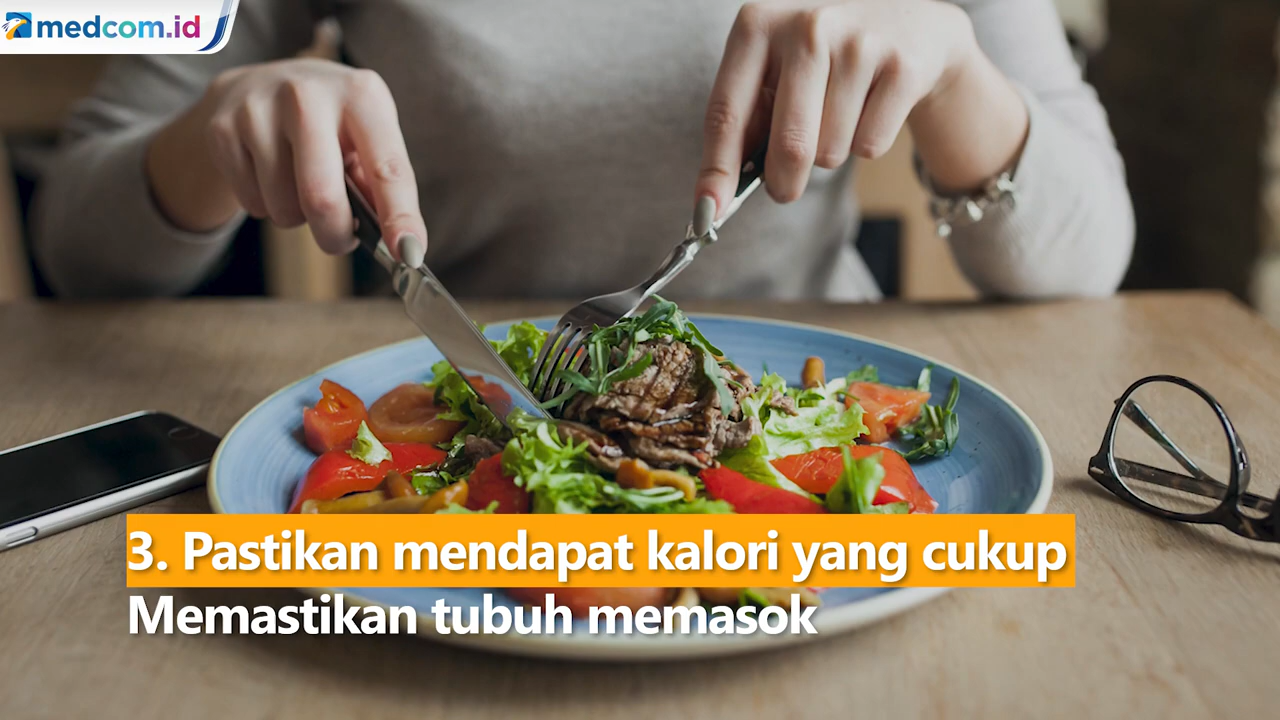 medcom.id
3. Pastikan mendapat kalori yang cukup
Memastikan tubuh memasok